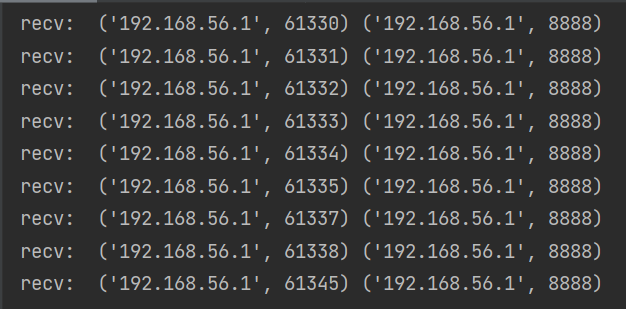 recv:  ('192.168.56.1', 61330) ('192.168.56.1', 8888)
recv:  ('192.168.56.1', 61331) ('192.168.56.1', 8888)
recv:  ('192.168.56.1', 61332) ('192.168.56.1', 8888)
recv:  ('192.168.56.1', 61333) ('192.168.56.1', 8888)
recv:  ('192.168.56.1', 61334) ('192.168.56.1', 8888)
recv:  ('192.168.56.1', 61335) ('192.168.56.1', 8888)
recv:  ('192.168.56.1', 61337) ('192.168.56.1', 8888)
recv:  ('192.168.56.1', 61338) ('192.168.56.1', 8888)
recv:  ('192.168.56.1', 61345) ('192.168.56.1', 8888)